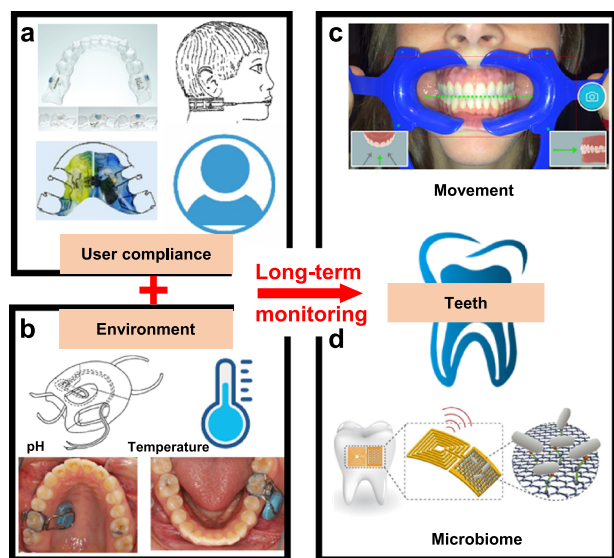 a
User compliance
+
b
Environment
pH
Temperature
Long-term
monitoring
c
Movement
Teeth
d
Microbiome